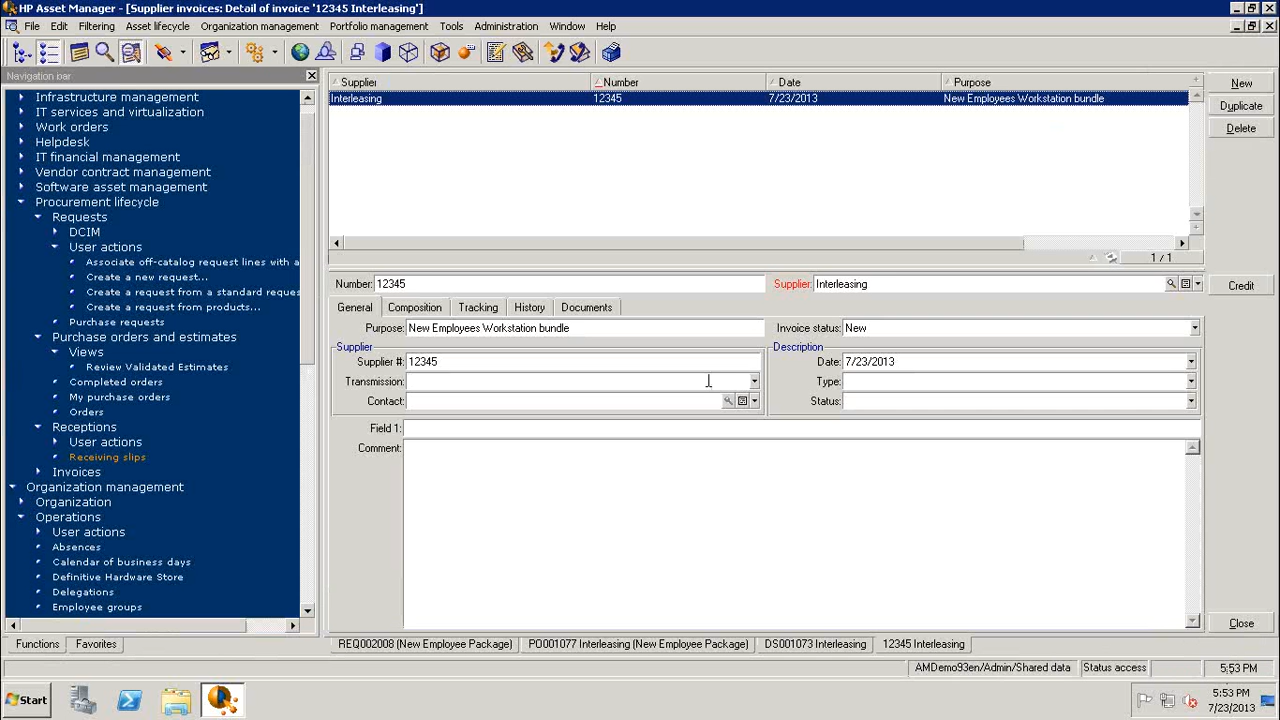 HP Asset Manager - [Supplier invoices: Detail of invoice '12345 Interleasing']
File Edit Filtering Asset lifecycle Organization management Portfolio management Tools Administration Window Help
Navigation bar
Infrastructure management
IT services and virtualization
Work orders
Helpdesk
IT financial management
Vendor contract management
Software asset management
Procurement lifecycle
Requests
DCIM
User actions
Associate off-catalog request lines with a
Create a new request...
Create a request from a standard reques
Create a request from products...
Purchase requests
Purchase orders and estimates
Views
Review Validated Estimates
Completed orders
My purchase orders
Orders
Receptions
User actions
Receiving slips
Invoices
Organization management
Organization
Operations
User actions
Absences
Calendar of business days
Definitive Hardware Store
Delegations
Employee groups
Functions Favorites
Supplier Number Date Purpose
Interleasing 12345 7/23/2013 New Employees Workstation bundle
1 / 1
New
Duplicate
Delete
Number: 12345 Supplier: Interleasing
Credit
General Composition Tracking History Documents
Purpose: New Employees Workstation bundle Invoice status: New
Supplier Description
Supplier #: 12345 Date: 7/23/2013
Transmission: Type:
Contact: Status:
Field 1:
Comment:
Close
REQ002008 (New Employee Package) PO001077 Interleasing (New Employee Package) DS001073 Interleasing 12345 Interleasing
AMDemo93en/Admin/Shared data Status access 5:53 PM
Start
5:53 PM
7/23/2013